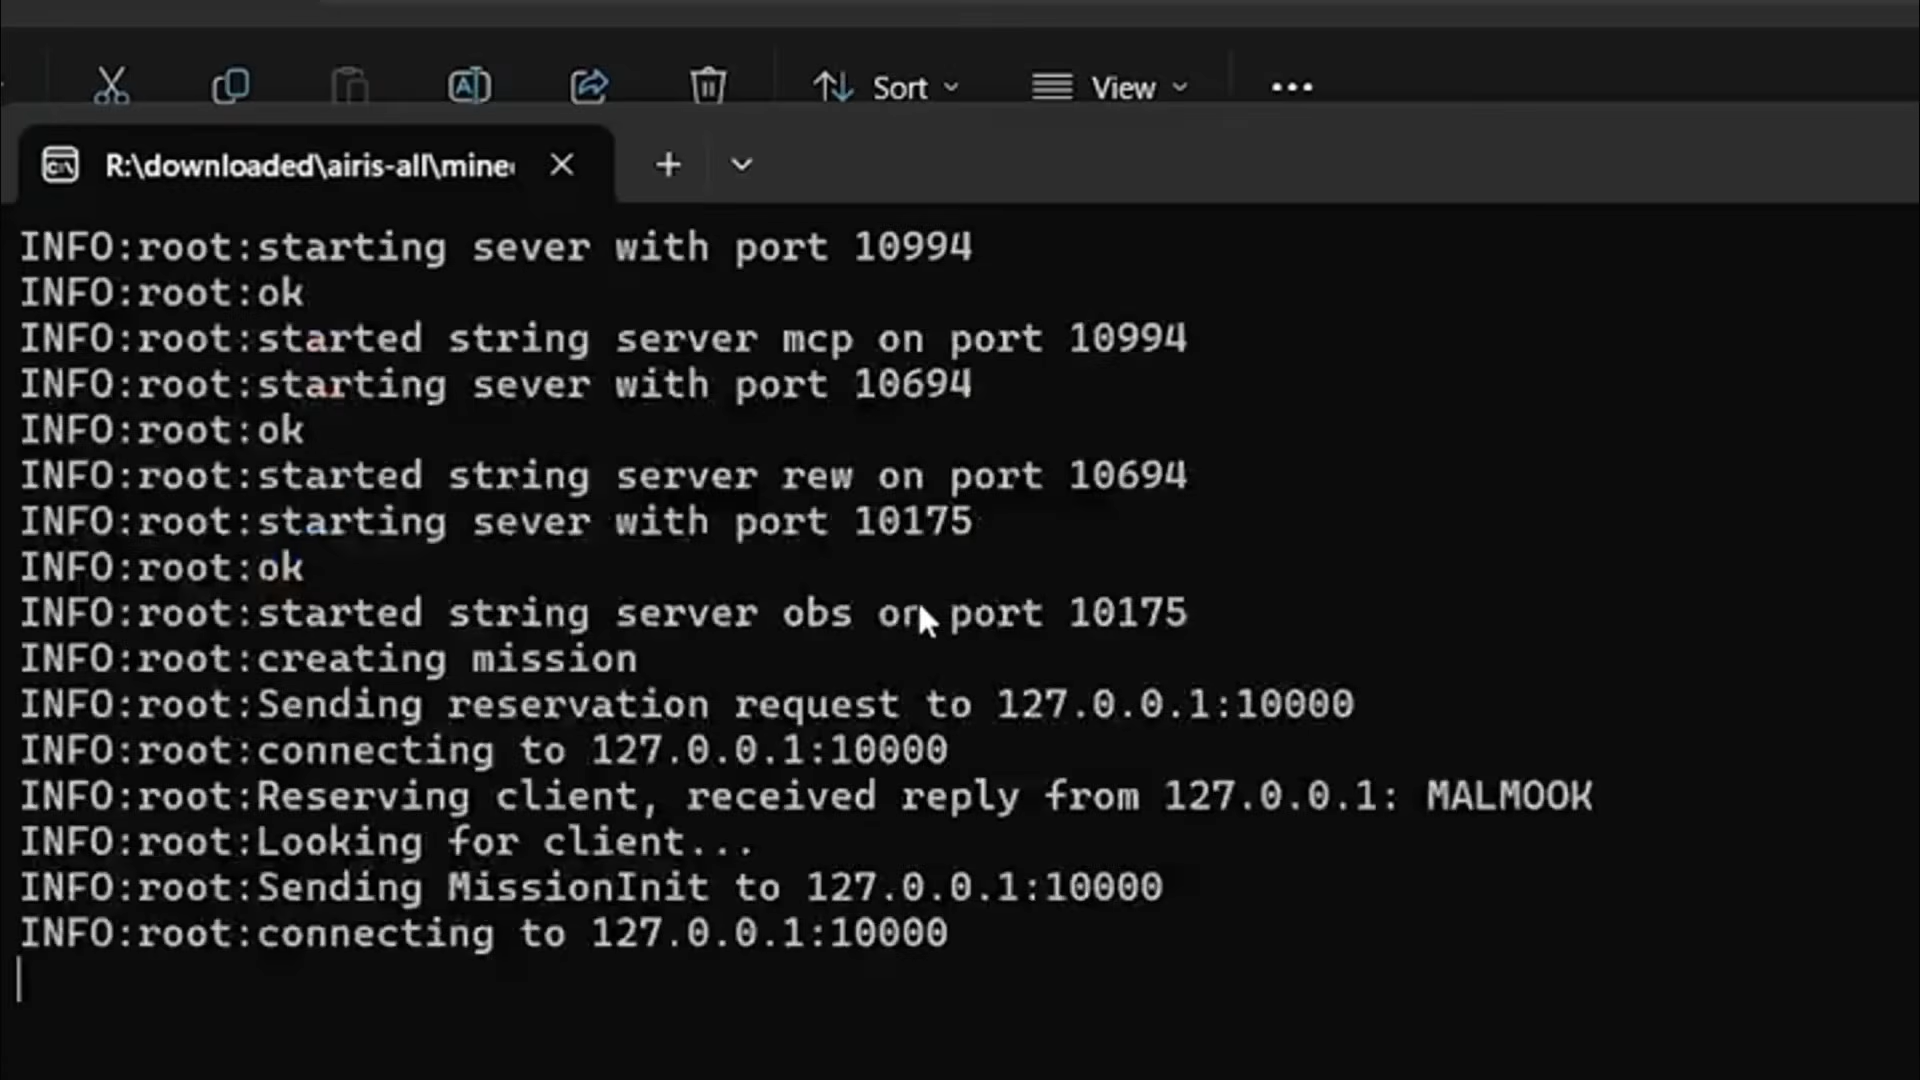 Sort
View
R:\downloaded\airis-all\mine
INFO:root:starting sever with port 10994
INFO:root:ok
INFO:root:started string server mcp on port 10994
INFO:root:starting sever with port 10694
INFO:root:ok
INFO:root:started string server rew on port 10694
INFO:root:starting sever with port 10175
INFO:root:ok
INFO:root:started string server obs on port 10175
INFO:root:creating mission
INFO:root:Sending reservation request to 127.0.0.1:10000
INFO:root:connecting to 127.0.0.1:10000
INFO:root:Reserving client, received reply from 127.0.0.1: MALMOOK
INFO:root:Looking for client...
INFO:root:Sending MissionInit to 127.0.0.1:10000
INFO:root:connecting to 127.0.0.1:10000